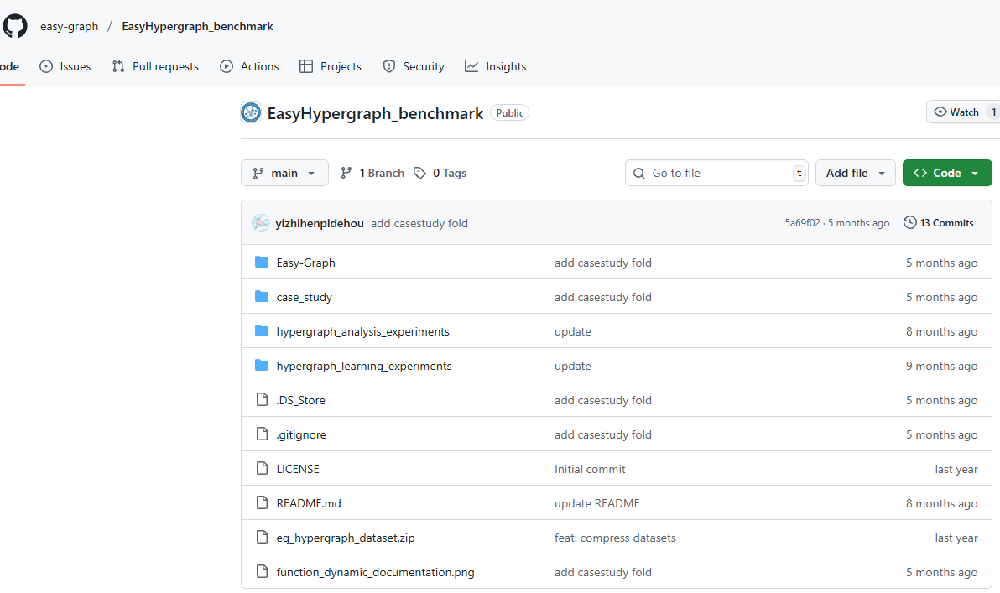 easy-graph / EasyHypergraph_benchmark
ode Issues Pull requests Actions Projects Security Insights
EasyHypergraph_benchmark Public Watch 1
main 1 Branch 0 Tags Go to file t Add file Code
yizhihenpidehou add casestudy fold 5a69f02 · 5 months ago 13 Commits
Easy-Graph add casestudy fold 5 months ago
case_study add casestudy fold 5 months ago
hypergraph_analysis_experiments update 8 months ago
hypergraph_learning_experiments update 9 months ago
.DS_Store add casestudy fold 5 months ago
.gitignore add casestudy fold 5 months ago
LICENSE Initial commit last year
README.md update README 8 months ago
eg_hypergraph_dataset.zip feat: compress datasets last year
function_dynamic_documentation.png add casestudy fold 5 months ago